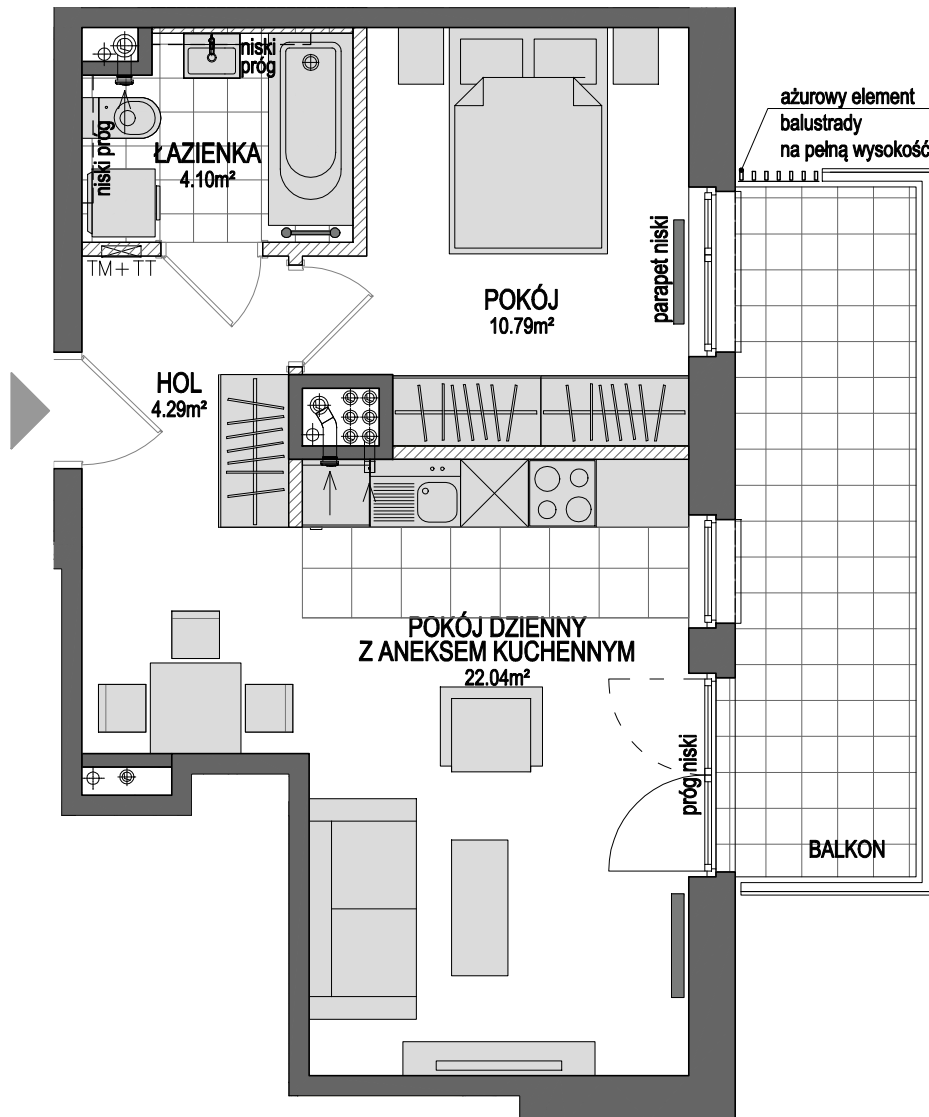 niski
próg
ażurowy element
balustrady
na pełną wysokość
niski próg
ŁAZIENKA
4.10m²
TM+TT
parapet niski
POKÓJ
10.79m²
HOL
4.29m²
POKÓJ DZIENNY
Z ANEKSEM KUCHENNYM
22.04m²
próg niski
BALKON